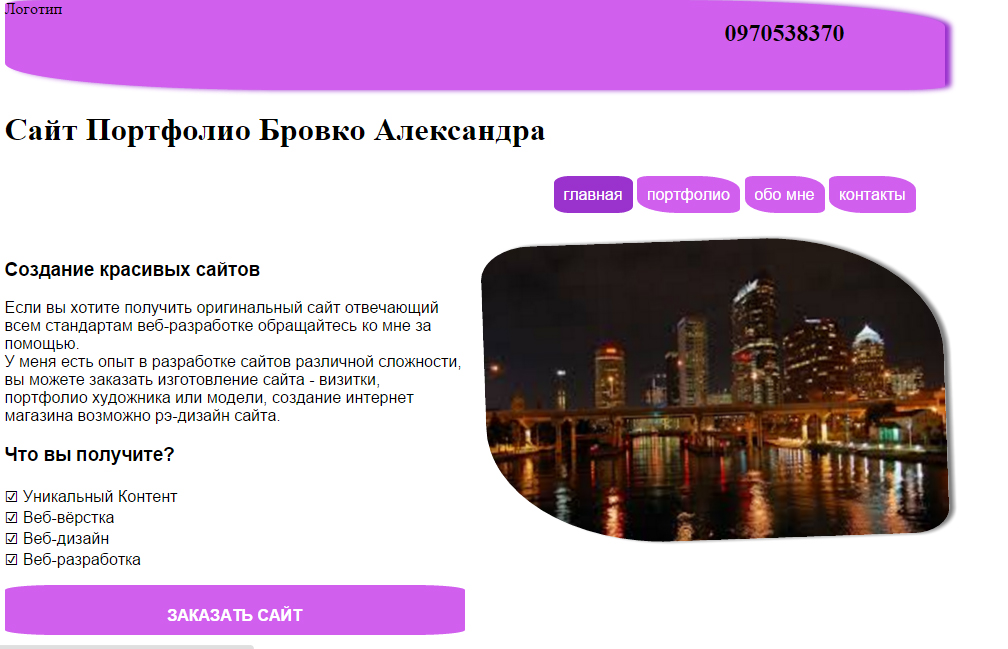 Логотип
0970538370
Сайт Портфолио Бровко Александра
главная портфолио обо мне контакты
Создание красивых сайтов
Если вы хотите получить оригинальный сайт отвечающий
всем стандартам веб-разработке обращайтесь ко мне за
помощью.
У меня есть опыт в разработке сайтов различной сложности,
вы можете заказать изготовление сайта - визитки,
портфолио художника или модели, создание интернет
магазина возможно рэ-дизайн сайта.
Что вы получите?
☑ Уникальный Контент
☑ Веб-вёрстка
☑ Веб-дизайн
☑ Веб-разработка
ЗАКАЗАТЬ САЙТ